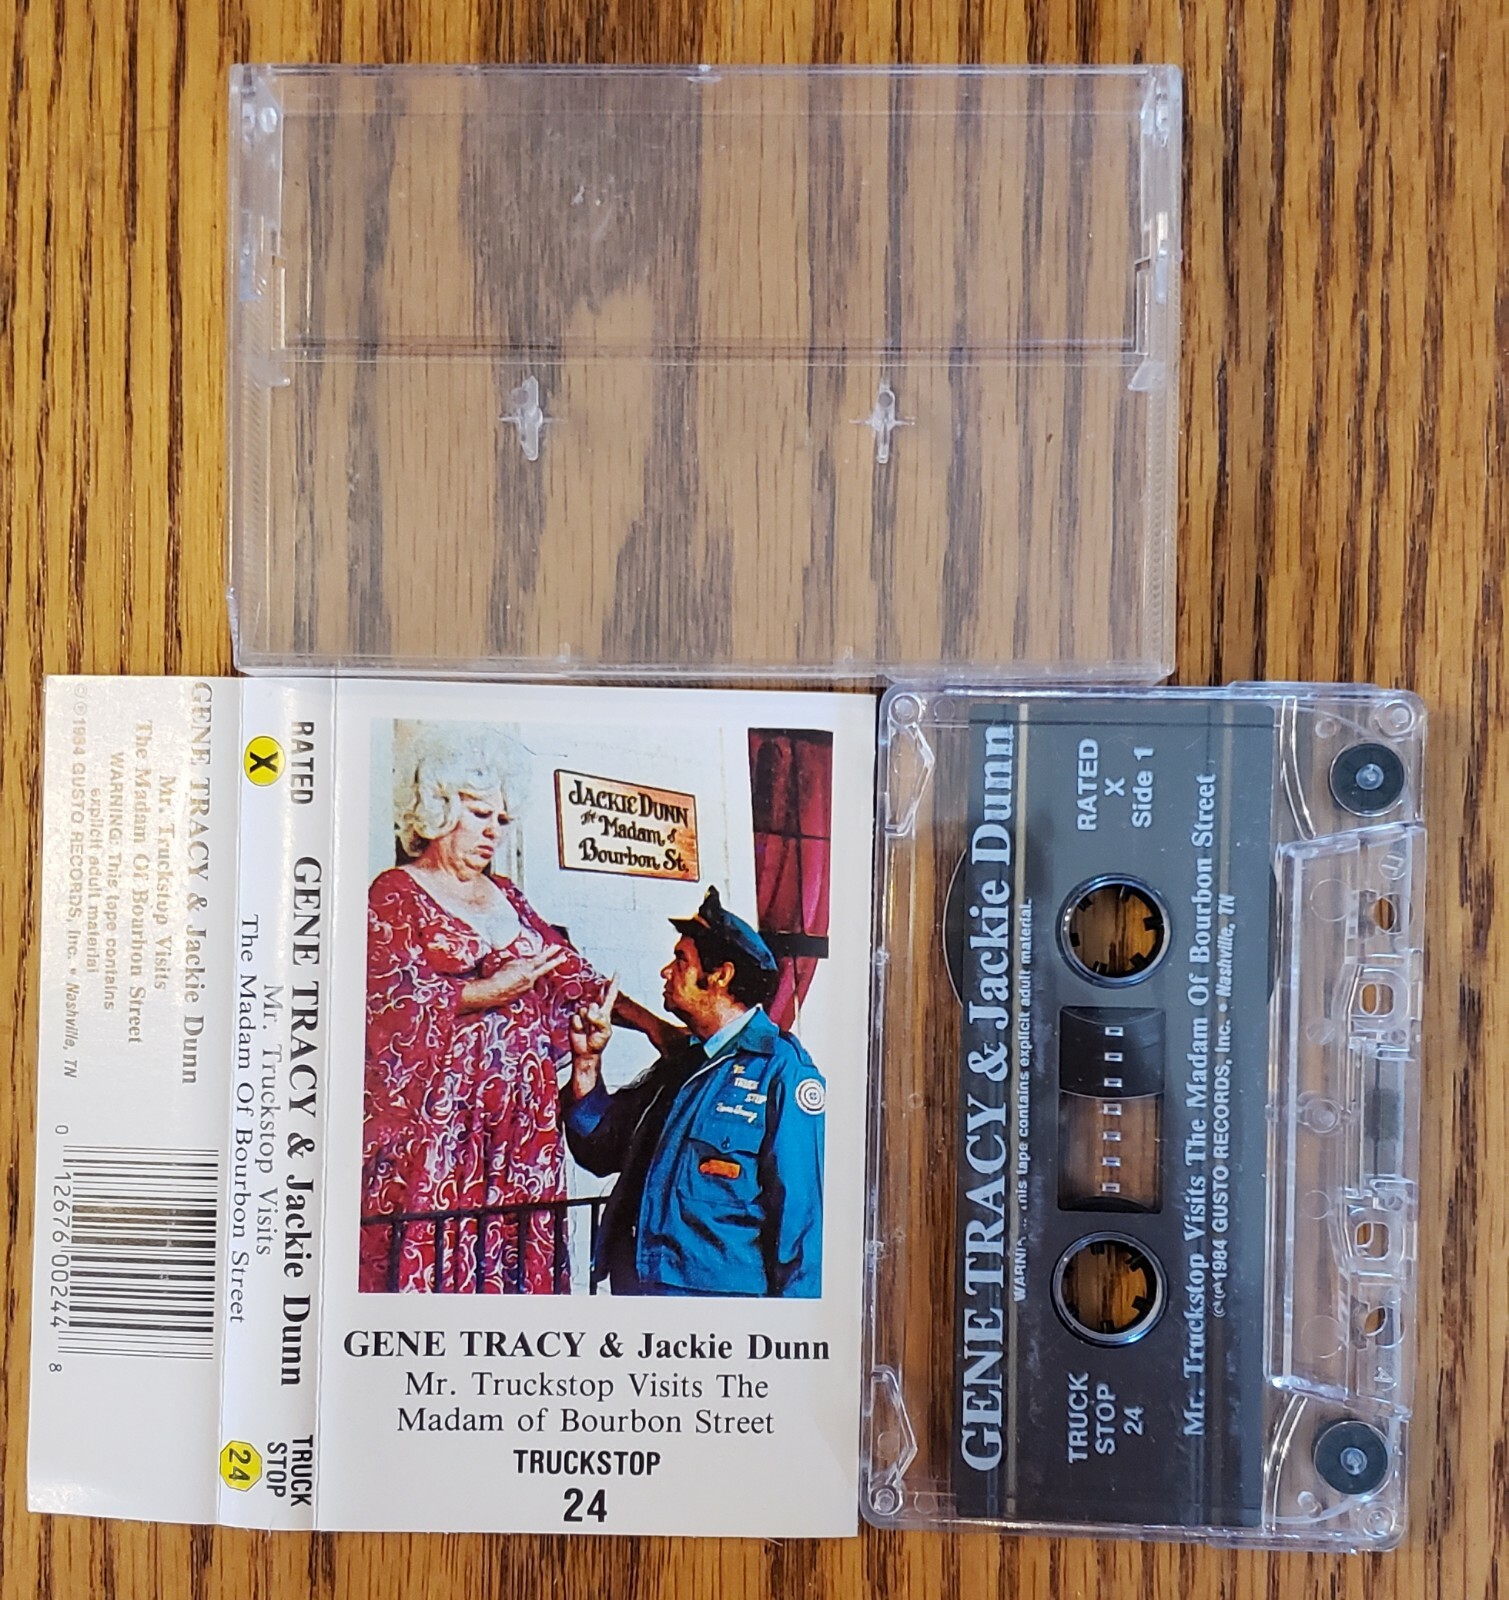 GENE TRACY & Jackie Dunn
Mr. Truckstop Visits
The Madam Of Bourbon Street
WARNING: This tape contains
explicit adult material
©℗1984 GUSTO RECORDS, Inc. • Nashville, TN
0 12676 00244 8
RATED
X
GENE TRACY & Jackie Dunn
Mr. Truckstop Visits
The Madam Of Bourbon Street
TRUCK
STOP
24
JACKIE DUNN
The Madam of
Bourbon St.
TRUCK
STOP
GENE TRACY & Jackie Dunn
Mr. Truckstop Visits The
Madam of Bourbon Street
TRUCKSTOP
24
GENE TRACY & Jackie Dunn
This tape contains explicit adult material.
RATED
X
Side 1
TRUCK
STOP
24
Mr. Truckstop Visits The Madam Of Bourbon Street
1984 GUSTO RECORDS, Inc. • Nashville, TN